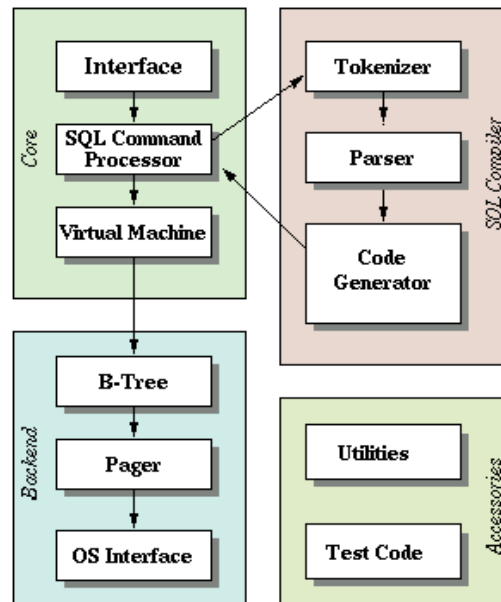 Core
Interface
SQL Command
Processor
Virtual Machine
SQL Compiler
Tokenizer
Parser
Code
Generator
Backend
B-Tree
Pager
OS Interface
Accessories
Utilities
Test Code